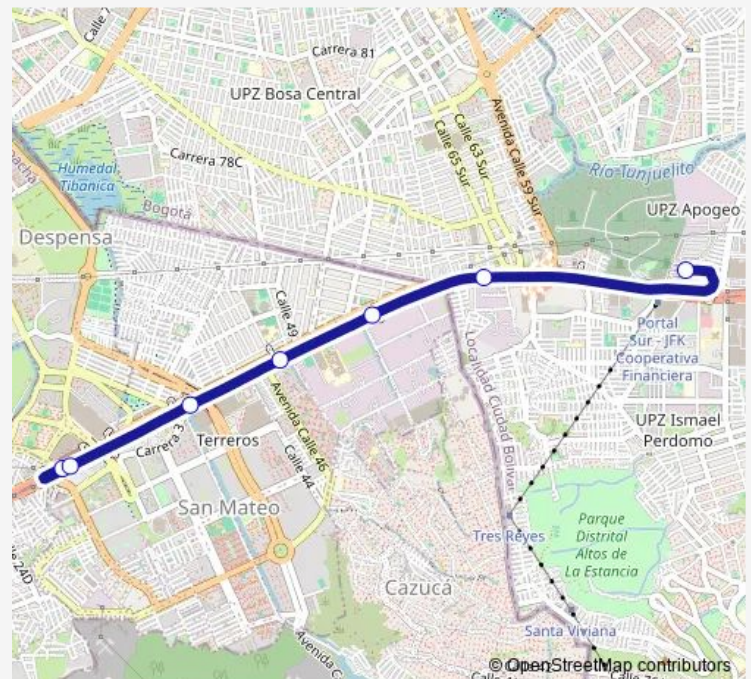 Carrera 81
UPZ Bosa Central
Calle 63 Sur
Calle 65 Sur
Avenida Calle 59 Sur
Carrera 78C
Humedal
Tibanica
Río Tunjuelito
UPZ Apogeo
Bogotá
Despensa
Calle 49
Portal
Sur - JFK
Cooperativa
Financiera
Localidad Ciudad Bolívar
UPZ Ismael
Perdomo
Avenida Calle 46
Carrera 3
Terreros
Calle 44
San Mateo
Parque
Distrital
Altos de
La Estancia
Tres Reyes
Cazucá
Santa Viviana
© OpenStreetMap contributors